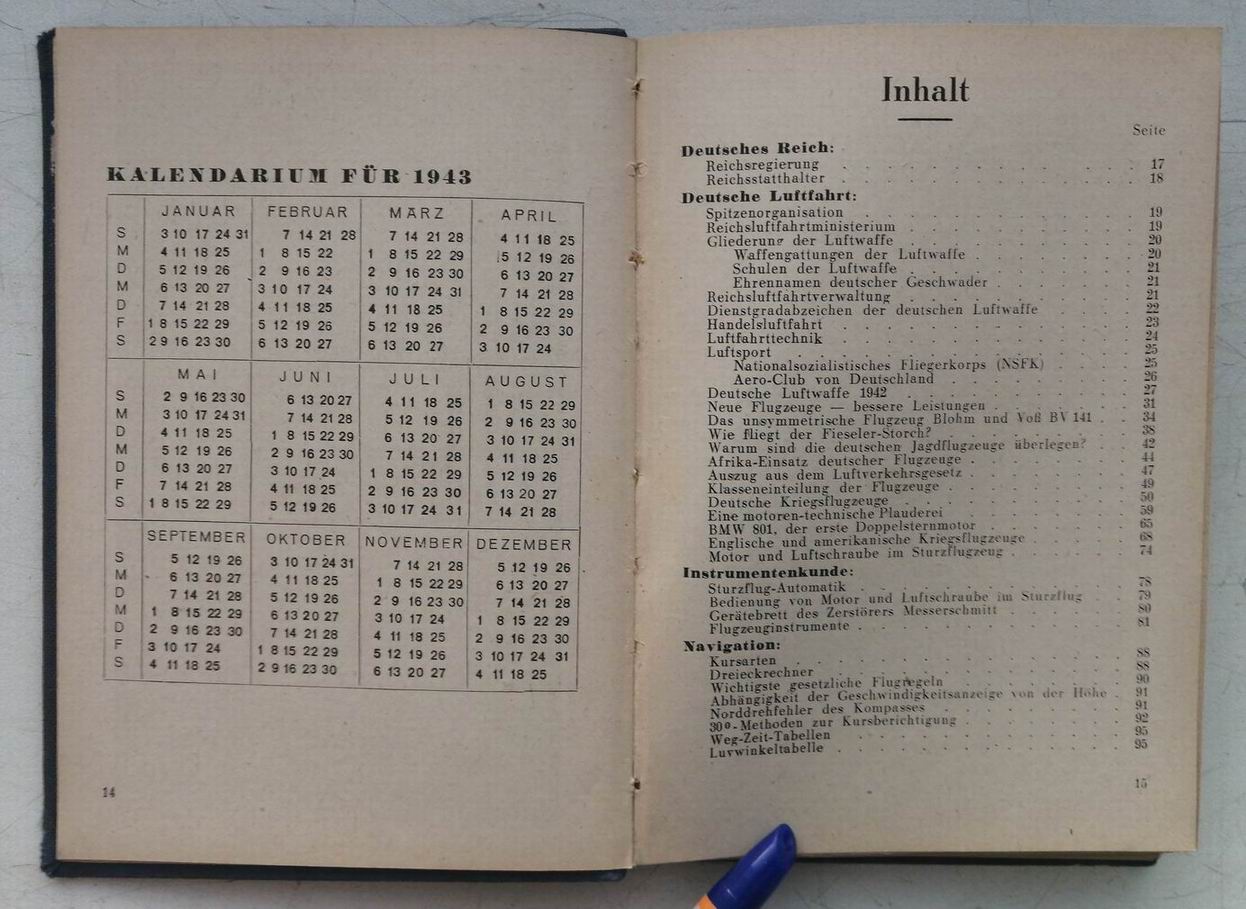 KALENDARIUM FÜR 1943
JANUAR FEBRUAR MÄRZ APRIL
S 3 10 17 24 31 7 14 21 28 7 14 21 28 4 11 18 25
M 4 11 18 25 1 8 15 22 1 8 15 22 29 5 12 19 26
D 5 12 19 26 2 9 16 23 2 9 16 23 30 6 13 20 27
M 6 13 20 27 3 10 17 24 3 10 17 24 31 7 14 21 28
D 7 14 21 28 4 11 18 25 4 11 18 25 1 8 15 22 29
F 1 8 15 22 29 5 12 19 26 5 12 19 26 2 9 16 23 30
S 2 9 16 23 30 6 13 20 27 6 13 20 27 3 10 17 24
MAI JUNI JULI AUGUST
S 2 9 16 23 30 6 13 20 27 4 11 18 25 1 8 15 22 29
M 3 10 17 24 31 7 14 21 28 5 12 19 26 2 9 16 23 30
D 4 11 18 25 1 8 15 22 29 6 13 20 27 3 10 17 24 31
M 5 12 19 26 2 9 16 23 30 7 14 21 28 4 11 18 25
D 6 13 20 27 3 10 17 24 1 8 15 22 29 5 12 19 26
F 7 14 21 28 4 11 18 25 2 9 16 23 30 6 13 20 27
S 1 8 15 22 29 5 12 19 26 3 10 17 24 31 7 14 21 28
SEPTEMBER OKTOBER NOVEMBER DEZEMBER
S 5 12 19 26 3 10 17 24 31 7 14 21 28 5 12 19 26
M 6 13 20 27 4 11 18 25 1 8 15 22 29 6 13 20 27
D 7 14 21 28 5 12 19 26 2 9 16 23 30 7 14 21 28
M 1 8 15 22 29 6 13 20 27 3 10 17 24 1 8 15 22 29
D 2 9 16 23 30 7 14 21 28 4 11 18 25 2 9 16 23 30
F 3 10 17 24 1 8 15 22 29 5 12 19 26 3 10 17 24 31
S 4 11 18 25 2 9 16 23 30 6 13 20 27 4 11 18 25
14
Inhalt
Seite
Deutsches Reich:
Reichsregierung 17
Reichsstatthalter 18
Deutsche Luftfahrt:
Spitzenorganisation 19
Reichsluftfahrtministerium 19
Gliederung der Luftwaffe 20
Waffengattungen der Luftwaffe 20
Schulen der Luftwaffe 21
Ehrennamen deutscher Geschwader 21
Reichsluftfahrtverwaltung 21
Dienstgradabzeichen der deutschen Luftwaffe 22
Handelsluftfahrt 23
Luftfahrttechnik 24
Luftsport 25
Nationalsozialistisches Fliegerkorps (NSFK) 25
Aero-Club von Deutschland 26
Deutsche Luftwaffe 1942 27
Neue Flugzeuge — bessere Leistungen 31
Das unsymmetrische Flugzeug Blohm und Voß BV 141 34
Wie fliegt der Fieseler-Storch? 38
Warum sind die deutschen Jagdflugzeuge überlegen? 42
Afrika-Einsatz deutscher Flugzeuge 44
Auszug aus dem Luftverkehrsgesetz 47
Klasseneinteilung der Flugzeuge 49
Deutsche Kriegsflugzeuge 50
Eine motoren-technische Plauderei 59
BMW 801, der erste Doppelsternmotor 65
Englische und amerikanische Kriegsflugzeuge 68
Motor und Luftschraube im Sturzflugzeug 74
Instrumentenkunde:
Sturzflug-Automatik 78
Bedienung von Motor und Luftschraube im Sturzflug 79
Gerätebrett des Zerstörers Messerschmitt 80
Flugzeuginstrumente 81
Navigation:
Kursarten 88
Dreieckrechner 88
Wichtigste gesetzliche Flugregeln 90
Abhängigkeit der Geschwindigkeitsanzeige von der Höhe 91
Norddrehfehler des Kompasses 91
30°-Methoden zur Kursberichtigung 92
Weg-Zeit-Tabellen 95
Luvwinkeltabelle 95
15